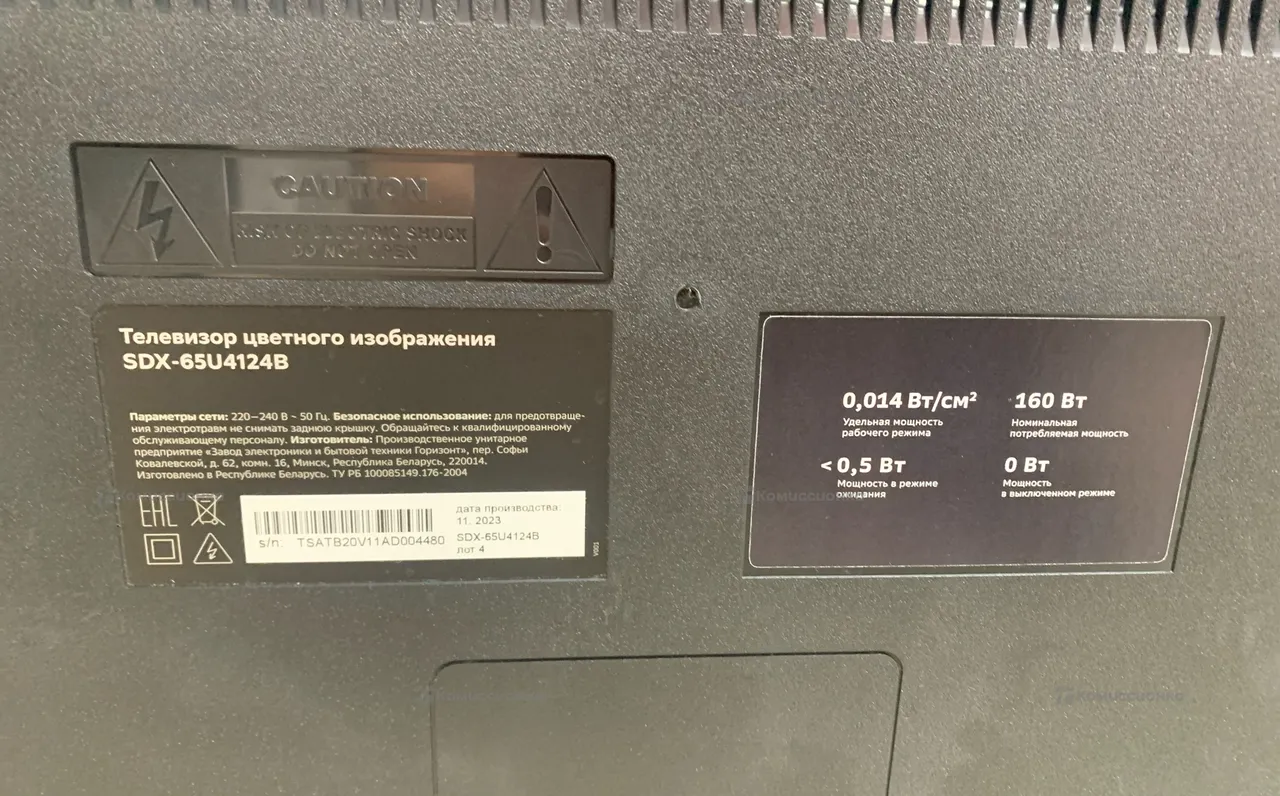 CAUTION
RISK OF ELECTRIC SHOCK
DO NOT OPEN
Телевизор цветного изображения
SDX-65U4124B
Параметры сети: 220–240 В ~ 50 Гц. Безопасное использование: для предотвраще-
ния электротравм не снимать заднюю крышку. Обращайтесь к квалифицированному
обслуживающему персоналу. Изготовитель: Производственное унитарное
предприятие «Завод электроники и бытовой техники Горизонт», пер. Софьи
Ковалевской, д. 62, комн. 16, Минск, Республика Беларусь, 220014.
Изготовлено в Республике Беларусь. ТУ РБ 100085149.176-2004
EAC
дата производства:
11. 2023
s/n: TSATB20V11AD004480
SDX-65U4124B
лот 4
V001
0,014 Вт/см²
Удельная мощность
рабочего режима
160 Вт
Номинальная
потребляемая мощность
< 0,5 Вт
Мощность в режиме
ожидания
0 Вт
Мощность
в выключенном режиме
Комиссионка